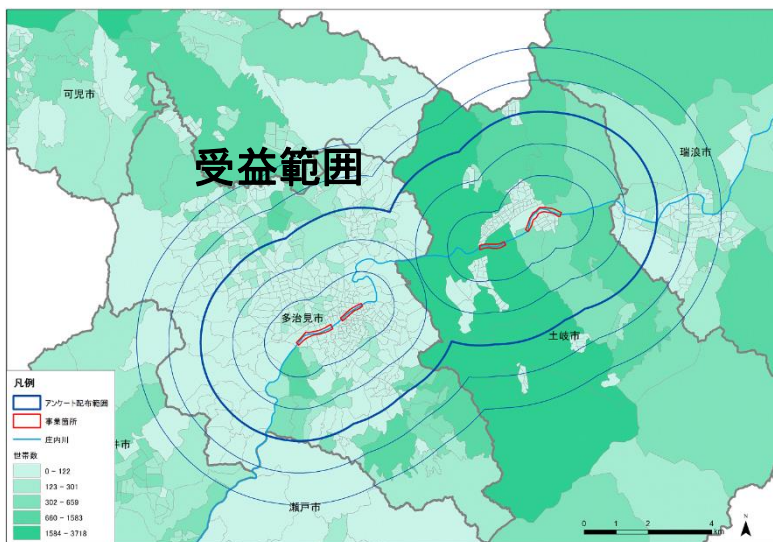 可児市
受益範囲
瑞浪市
多治見市
土岐市
凡例
アンケート配布範囲
事業箇所
庄内川
世帯数
0 - 122
123 - 301
302 - 659
660 - 1583
1584 - 3718
井市
瀬戸市
0 1 2 4
km
N